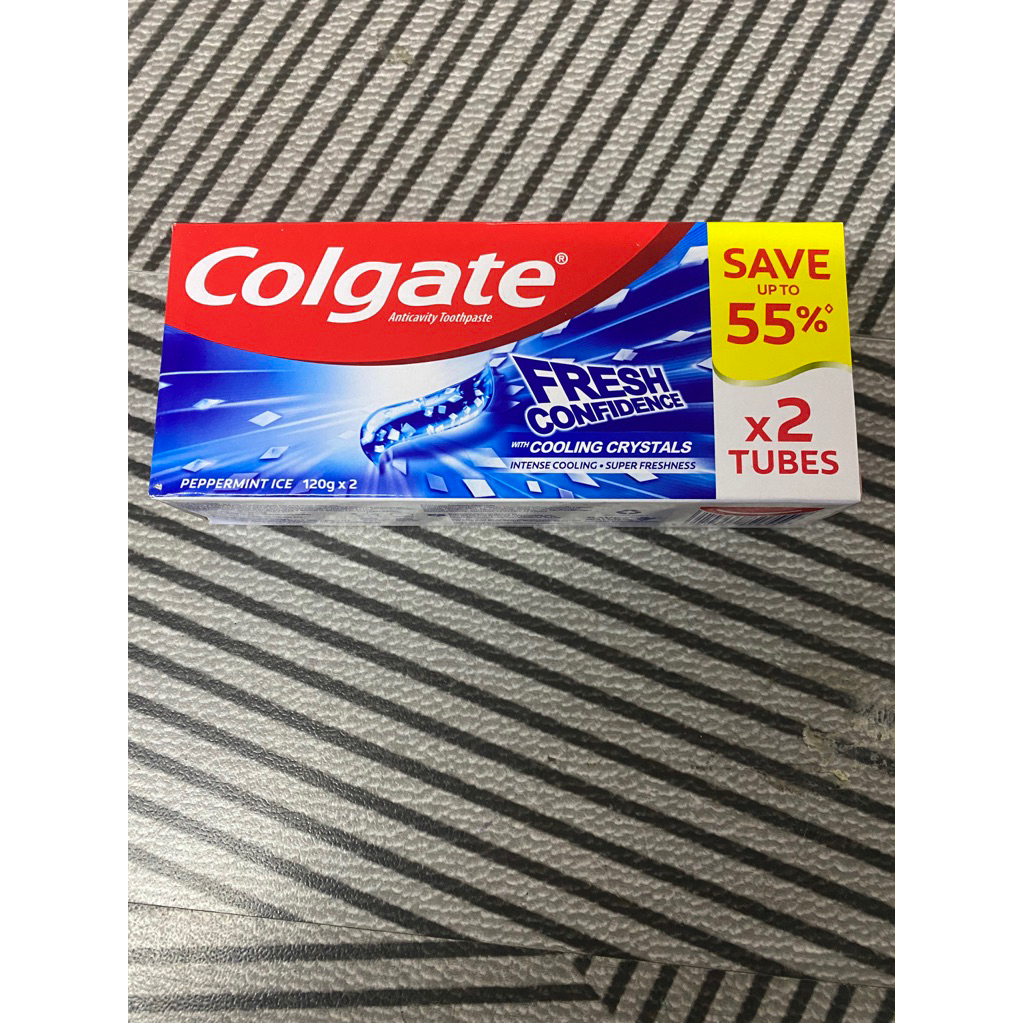 Colgate®
Anticavity Toothpaste
FRESH
CONFIDENCE
WITH COOLING CRYSTALS
INTENSE COOLING • SUPER FRESHNESS
PEPPERMINT ICE 120g x 2
SAVE
UP TO
55%◊
x2
TUBES